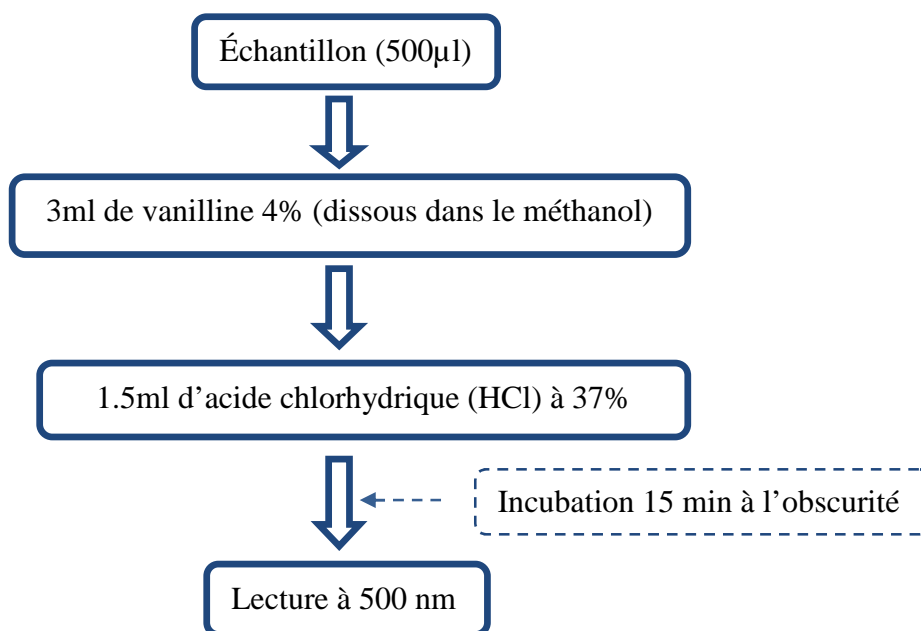 Échantillon (500µl)
3ml de vanilline 4% (dissous dans le méthanol)
1.5ml d’acide chlorhydrique (HCl) à 37%
Incubation 15 min à l’obscurité
Lecture à 500 nm